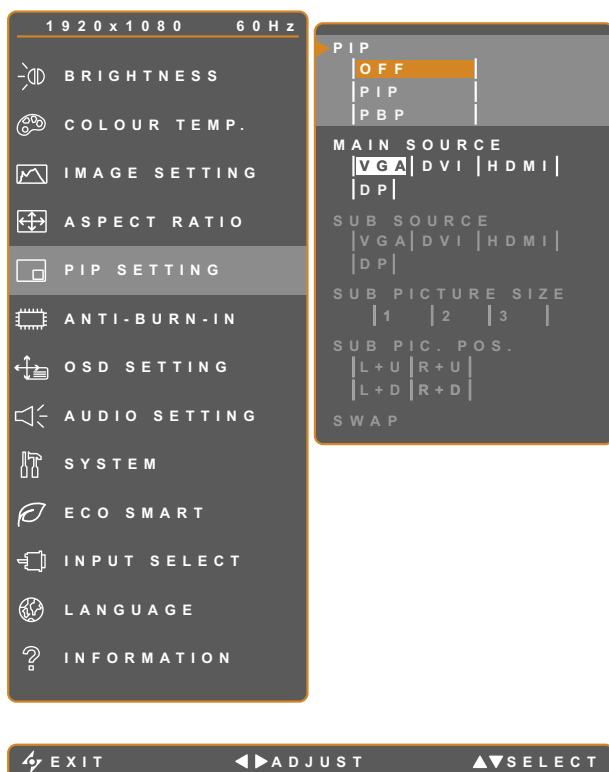 1920x1080 60Hz
BRIGHTNESS
COLOUR TEMP.
IMAGE SETTING
ASPECT RATIO
PIP SETTING
ANTI-BURN-IN
OSD SETTING
AUDIO SETTING
SYSTEM
ECO SMART
INPUT SELECT
LANGUAGE
INFORMATION
PIP
OFF
PIP
PBP
MAIN SOURCE
VGA DVI HDMI
DP
SUB SOURCE
VGA DVI HDMI
DP
SUB PICTURE SIZE
1 2 3
SUB PIC. POS.
L+U R+U
L+D R+D
SWAP
EXIT ADJUST SELECT